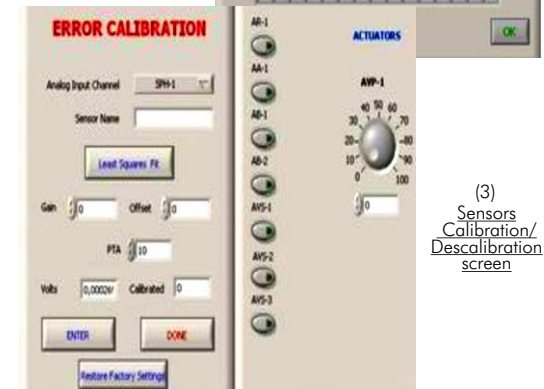 OK
ERROR CALIBRATION
Analog Input Channel SPH-1
Sensor Name
Least Squares Fit
Gain 0 Offset 0
PTA 10
Volts 0,00026 Calibrated 0
ENTER DONE
Restore Factory Settings
AR-1
AA-1
AB-1
AB-2
AVS-1
AVS-2
AVS-3
ACTUATORS
AVP-1
0 10 20 30 40 50 60 70 80 90 100
0
(3)
Sensors
Calibration/
Descalibration
screen